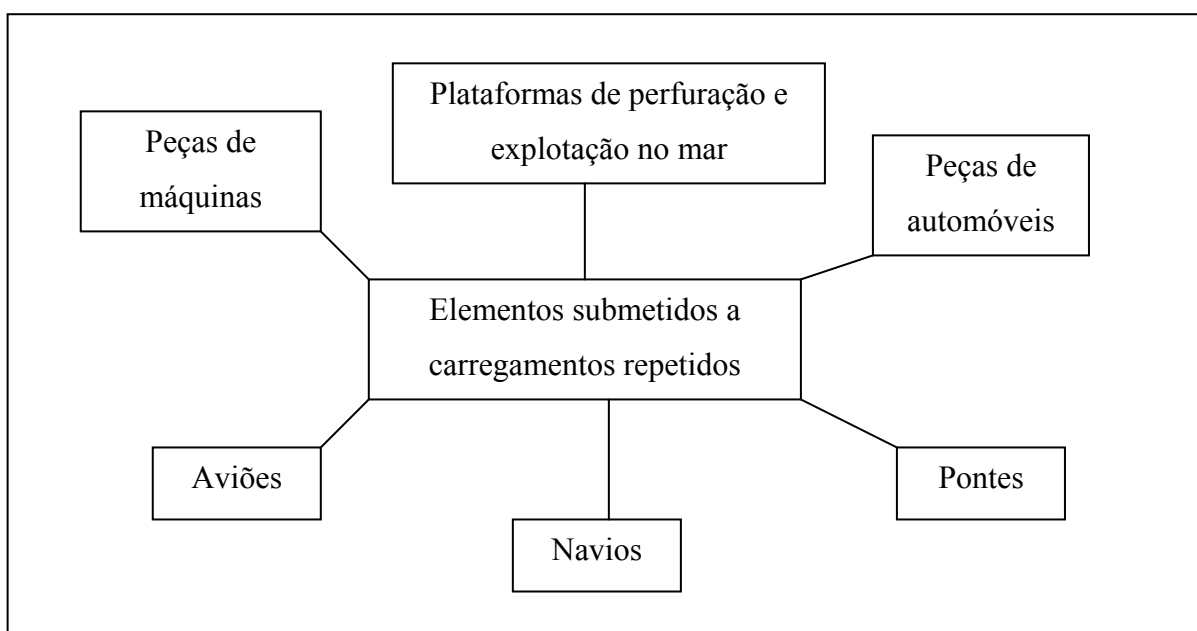 Plataformas de perfuração e
explotação no mar
Peças de
máquinas
Peças de
automóveis
Elementos submetidos a
carregamentos repetidos
Aviões
Pontes
Navios